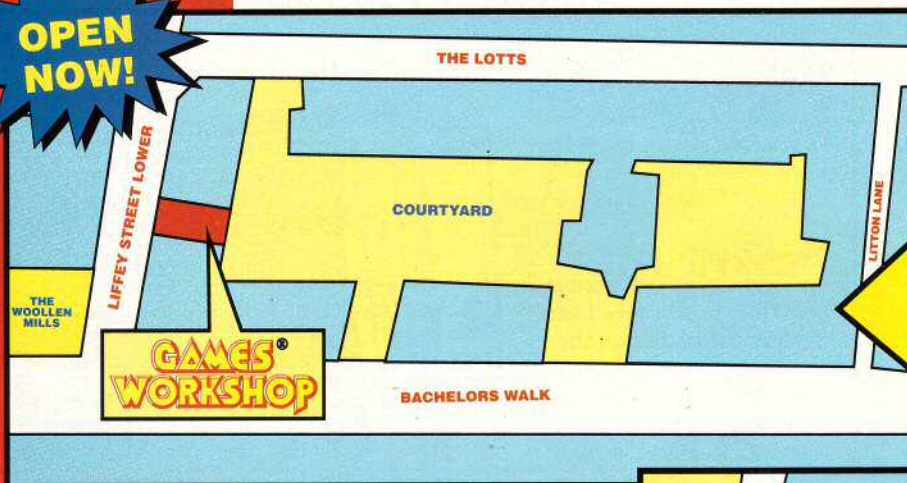 OPEN
NOW!
THE LOTTS
LIFFEY STREET LOWER
COURTYARD
LITTON LANE
THE
WOOLLEN
MILLS
GAMES®
WORKSHOP
BACHELORS WALK